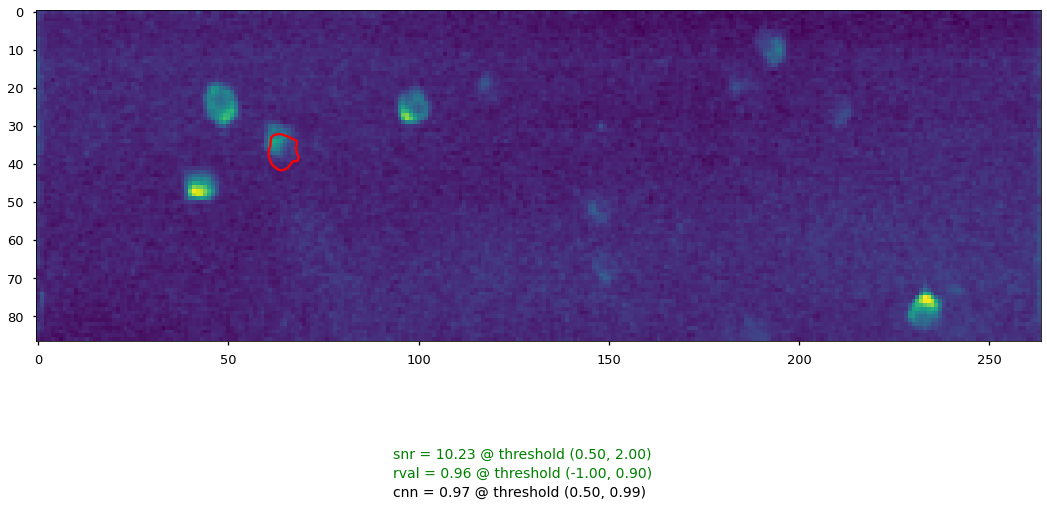 0
10
20
30
40
50
60
70
80
0 50 100 150 200 250
snr = 10.23 @ threshold (0.50, 2.00)
rval = 0.96 @ threshold (-1.00, 0.90)
cnn = 0.97 @ threshold (0.50, 0.99)